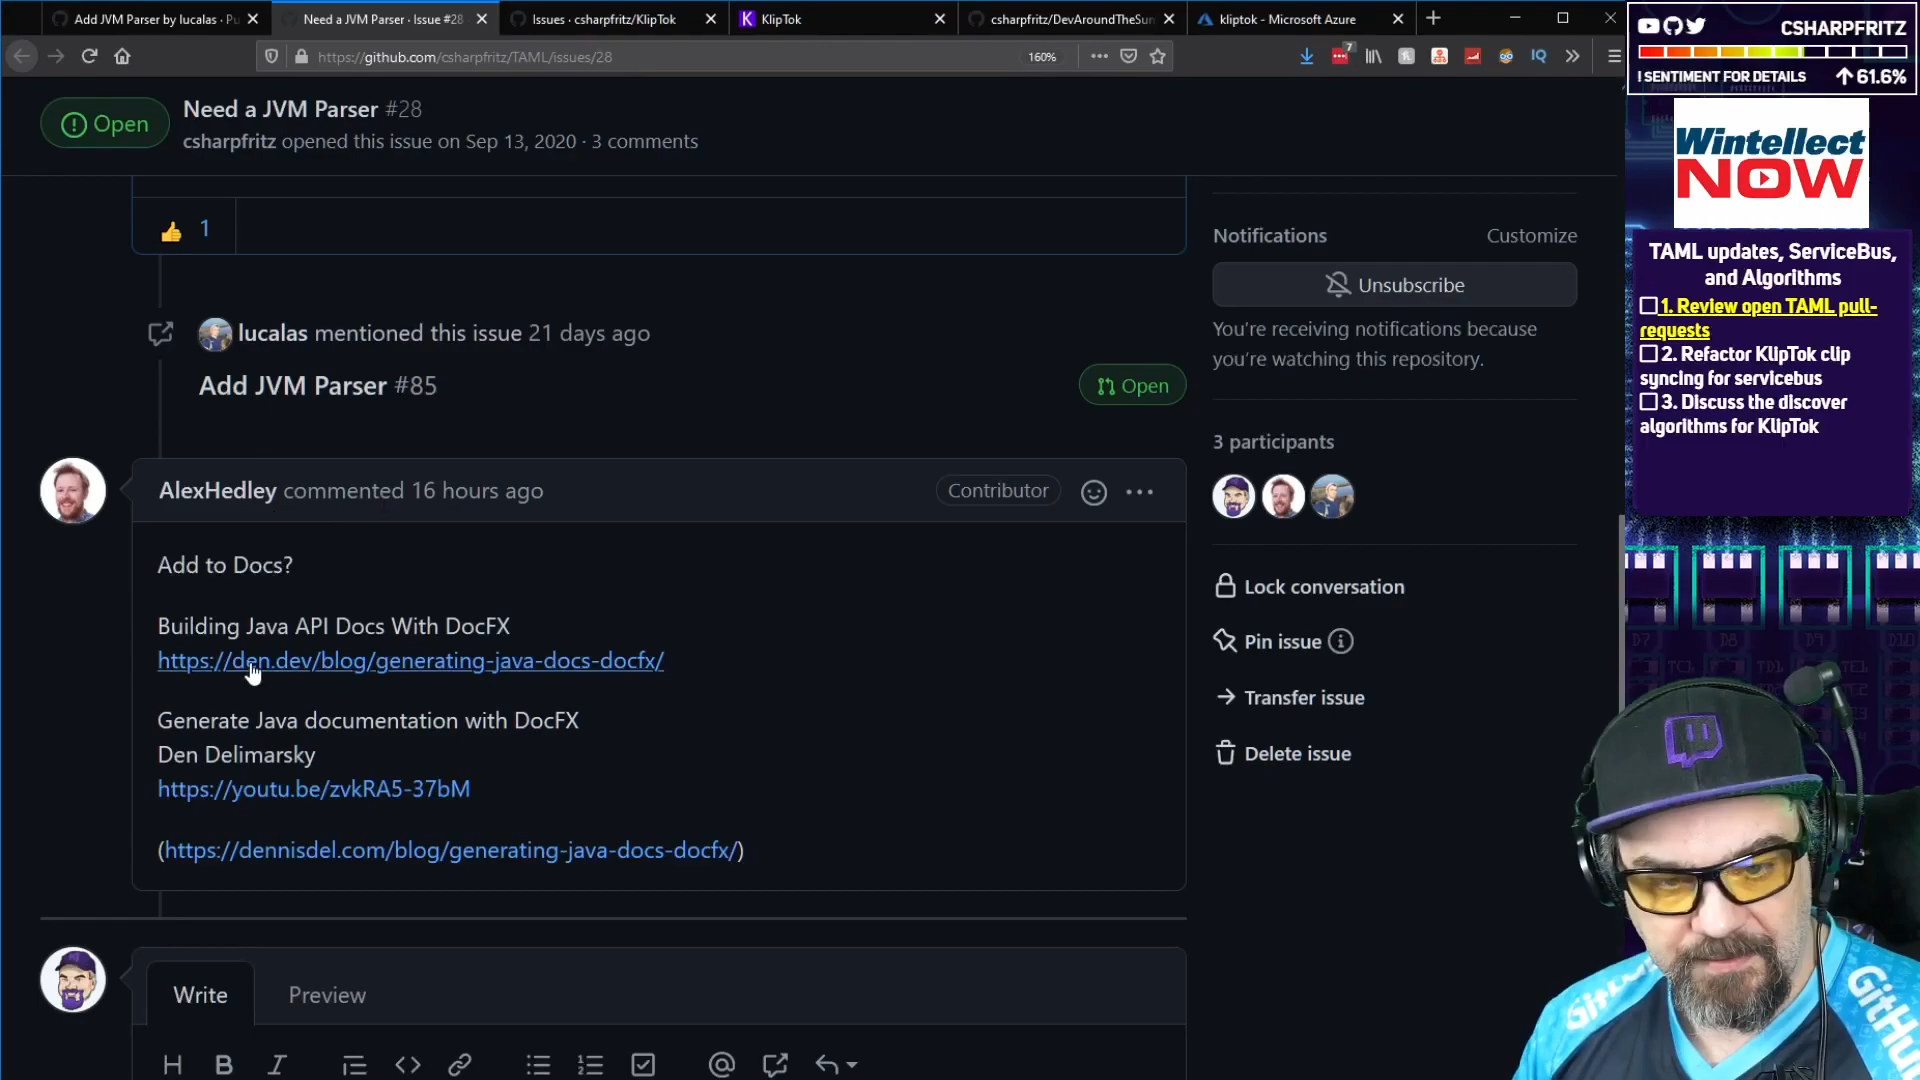 Add JVM Parser by lucalas · Pu
Need a JVM Parser · Issue #28
Issues · csharpfritz/KlipTok
KlipTok
csharpfritz/DevAroundTheSun
kliptok - Microsoft Azure
https://github.com/csharpfritz/TAML/issues/28
160%
7
IQ
CSHARPFRITZ
! SENTIMENT FOR DETAILS
61.6%
Wintellect
NOW
TAML updates, ServiceBus,
and Algorithms
1. Review open TAML pull-
requests
2. Refactor KlipTok clip
syncing for servicebus
3. Discuss the discover
algorithms for KlipTok
Open
Need a JVM Parser #28
csharpfritz opened this issue on Sep 13, 2020 · 3 comments
1
lucalas mentioned this issue 21 days ago
Add JVM Parser #85
Open
AlexHedley commented 16 hours ago
Contributor
Add to Docs?
Building Java API Docs With DocFX
https://den.dev/blog/generating-java-docs-docfx/
Generate Java documentation with DocFX
Den Delimarsky
https://youtu.be/zvkRA5-37bM
(https://dennisdel.com/blog/generating-java-docs-docfx/)
Write
Preview
H B I
Notifications
Customize
Unsubscribe
You're receiving notifications because
you're watching this repository.
3 participants
Lock conversation
Pin issue
Transfer issue
Delete issue
D7 D8 D9 D10
GitHub
GitHu